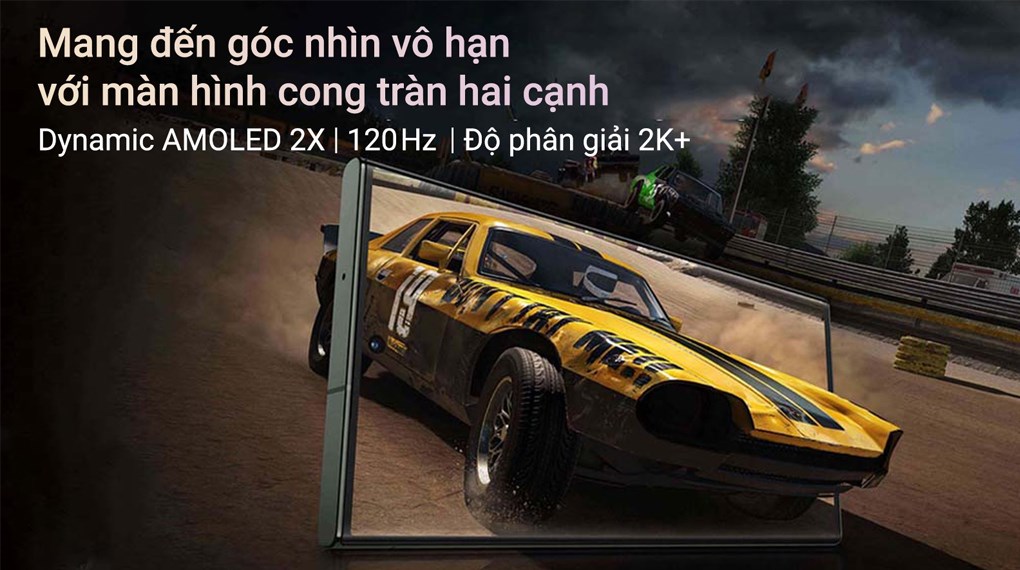 Mang đến góc nhìn vô hạn
với màn hình cong tràn hai cạnh
Dynamic AMOLED 2X | 120Hz | Độ phân giải 2K+